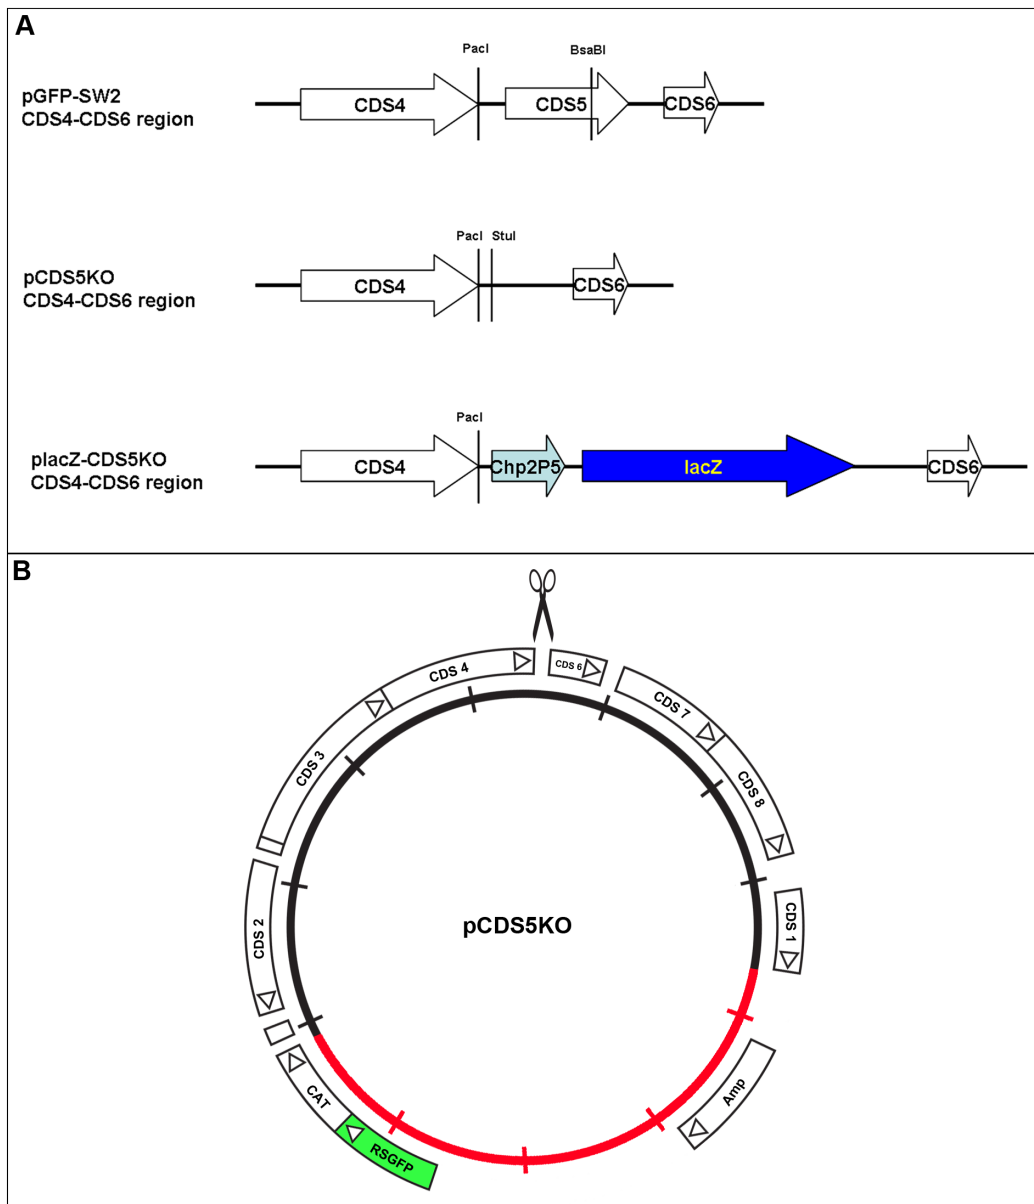 A
PacI
BsaBI
pGFP-SW2
CDS4-CDS6 region
CDS4
CDS5
CDS6
PacI
StuI
pCDS5KO
CDS4-CDS6 region
CDS4
CDS6
PacI
placZ-CDS5KO
CDS4-CDS6 region
CDS4
Chp2P5
lacZ
CDS6
B
CDS 4
CDS 6
CDS 7
CDS 3
CDS 8
pCDS5KO
CDS 2
CDS 1
CAT
Amp
RSGFP